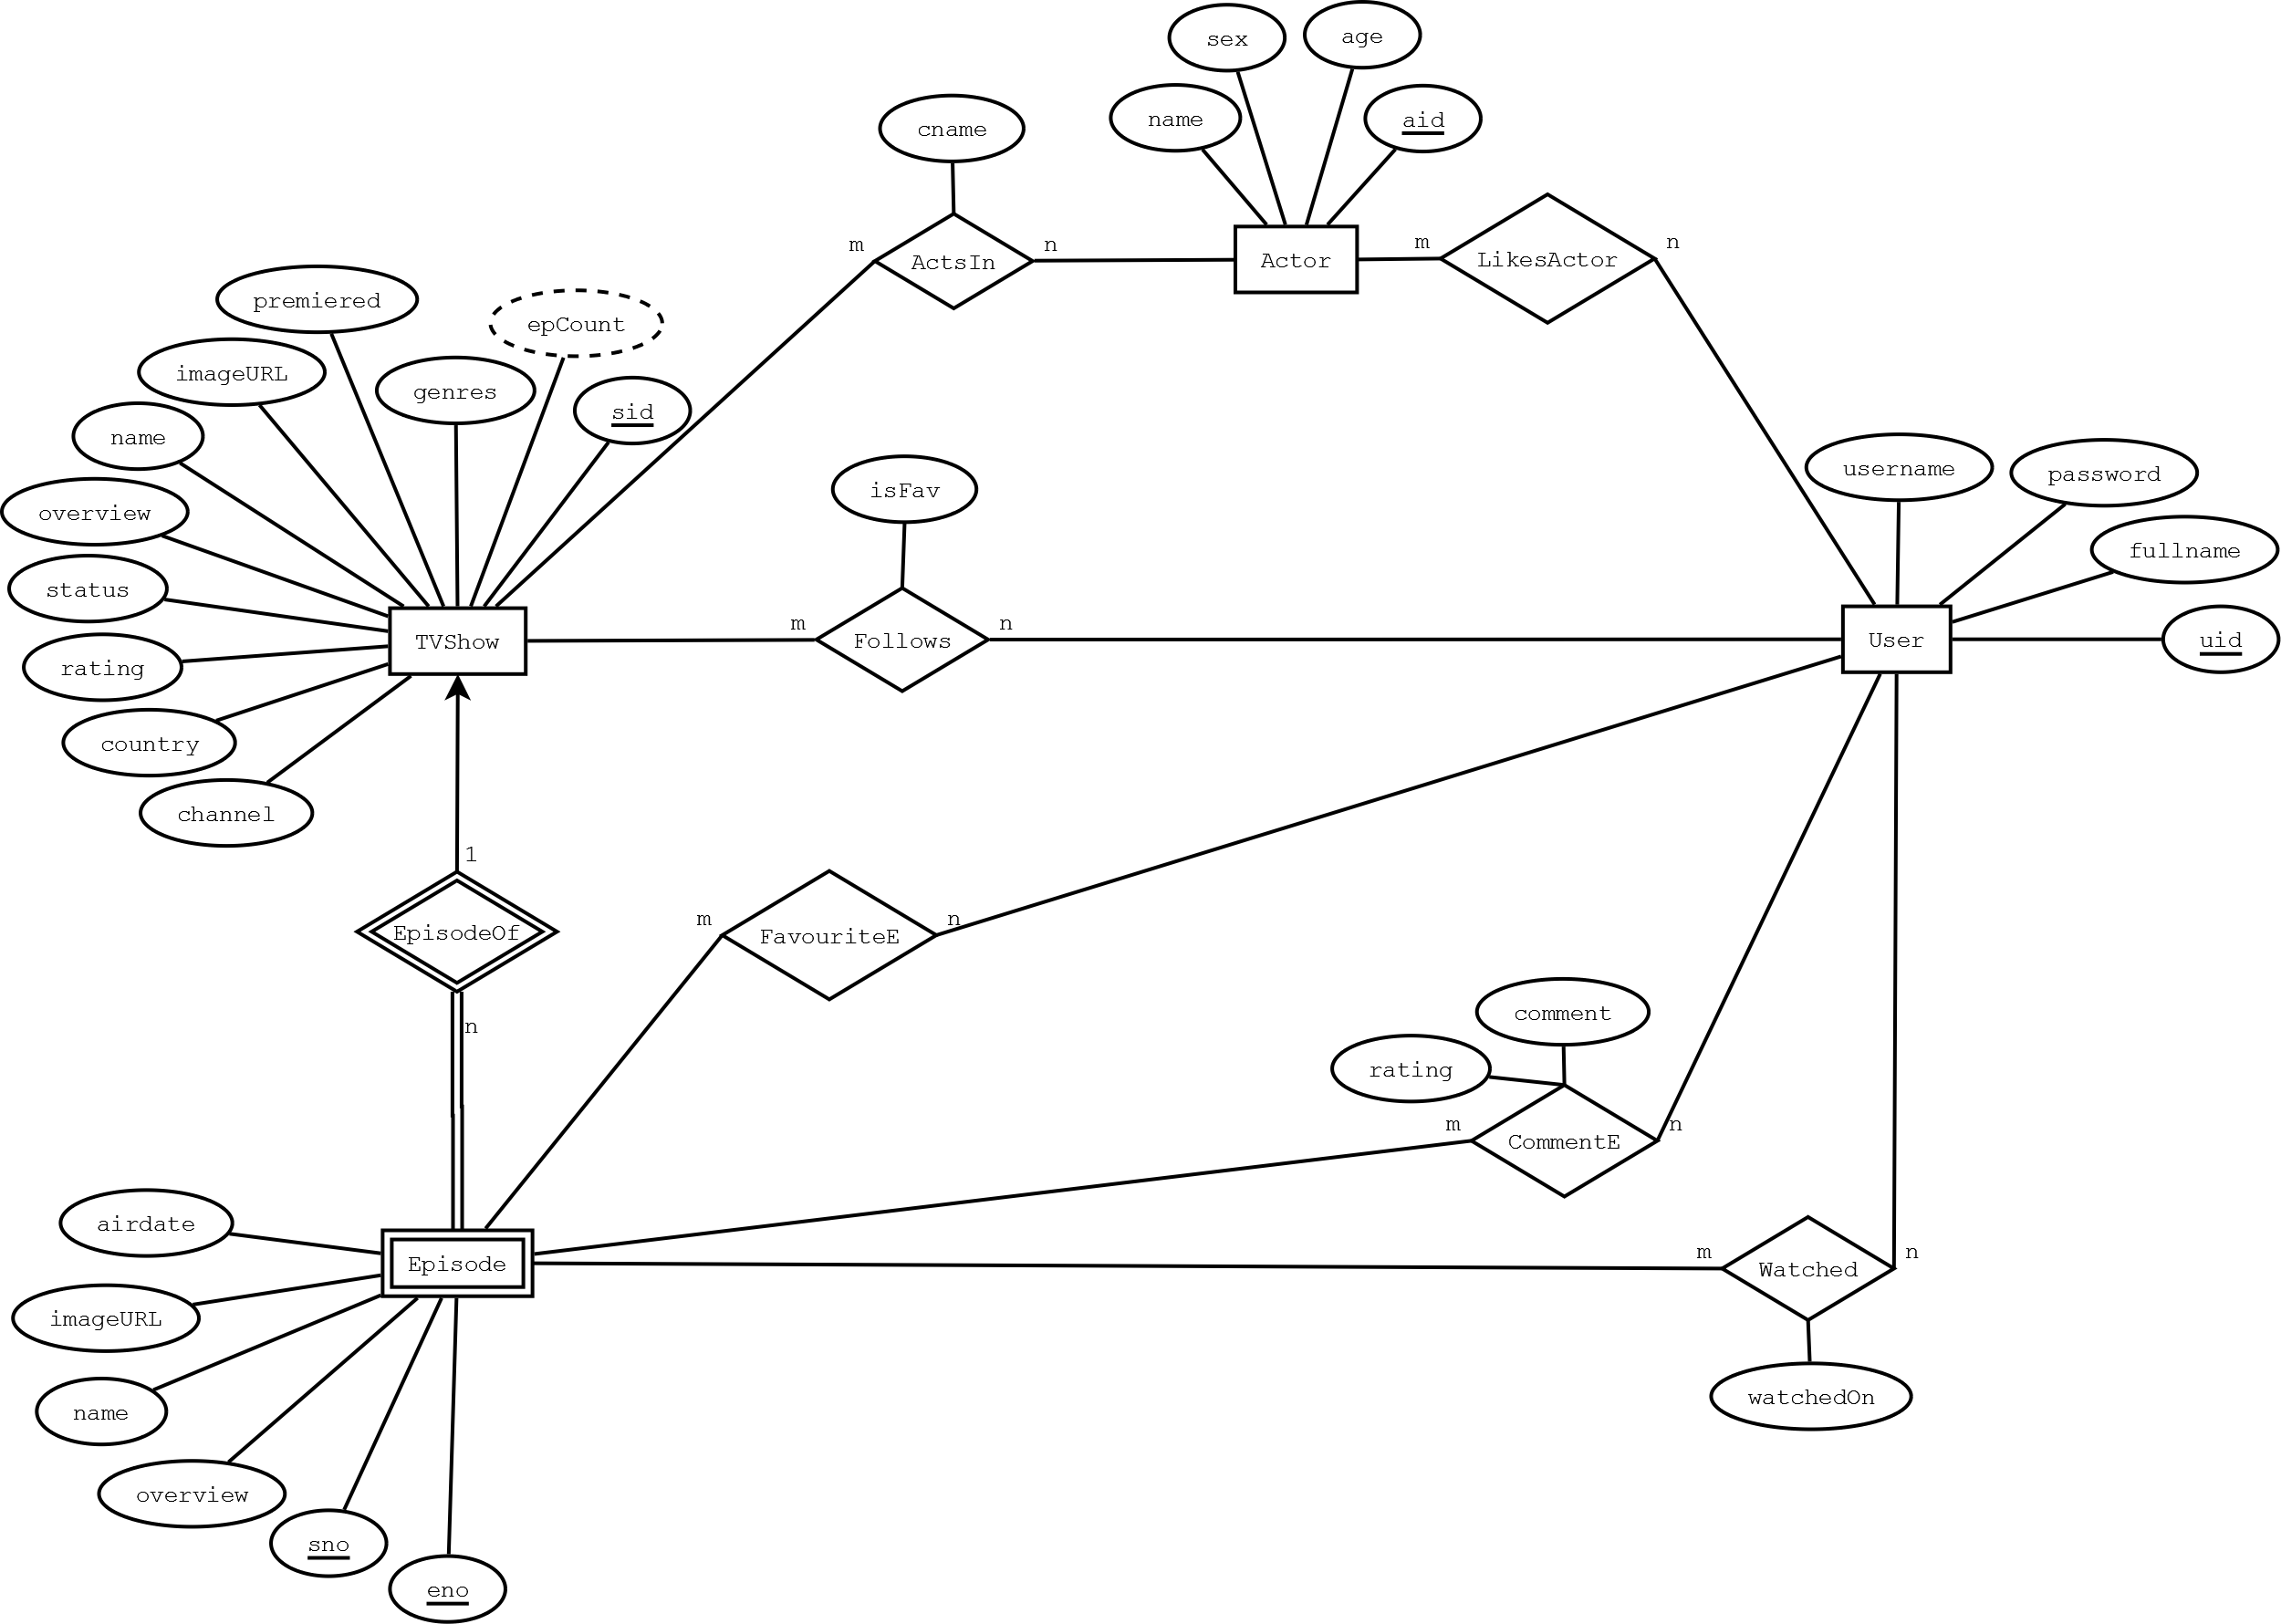 sex
age
name
aid
cname
m
ActsIn
n
Actor
m
LikesActor
n
premiered
epCount
imageURL
genres
sid
name
overview
status
rating
country
channel
TVShow
isFav
m
Follows
n
username
password
fullname
User
uid
1
EpisodeOf
n
m
FavouriteE
n
comment
rating
m
CommentE
n
airdate
imageURL
name
overview
sno
eno
Episode
m
Watched
n
watchedOn